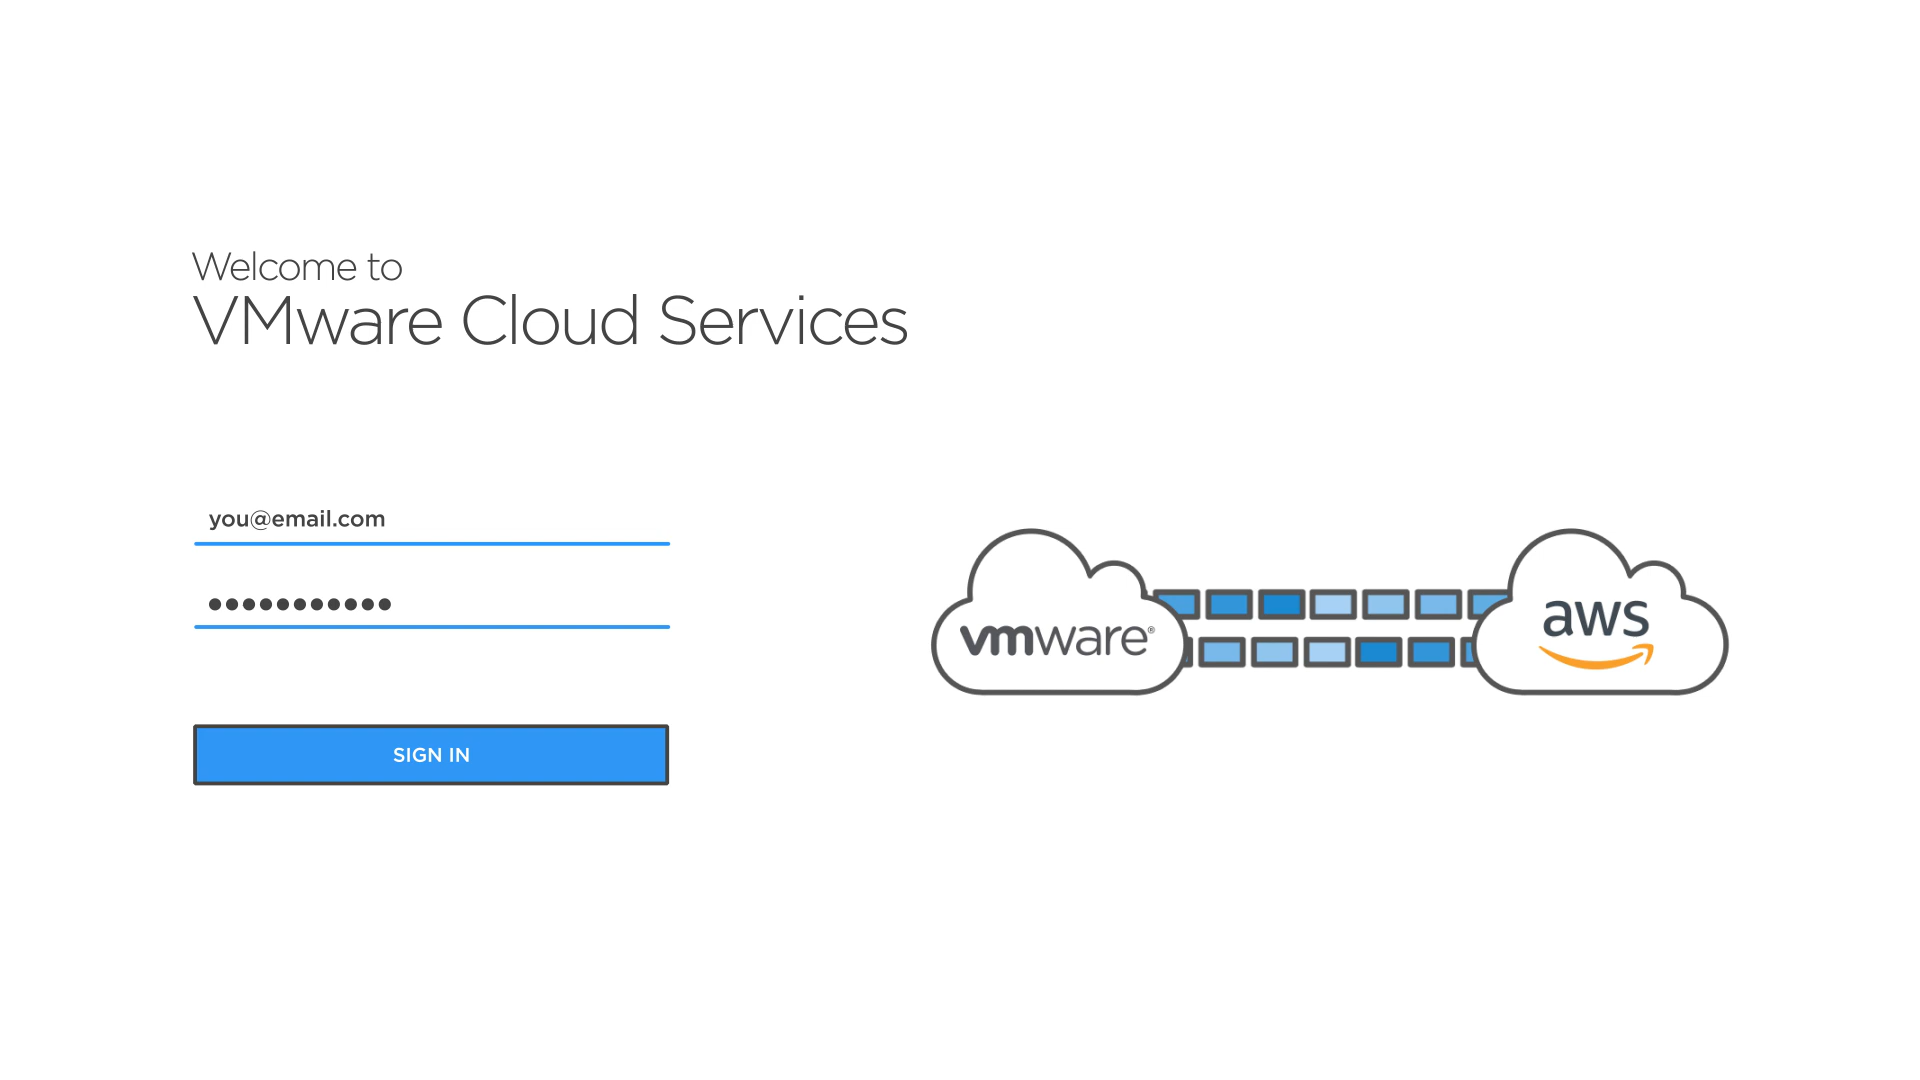 Welcome to
VMware Cloud Services
you@email.com
●●●●●●●●●●●
SIGN IN
vmware®
aws